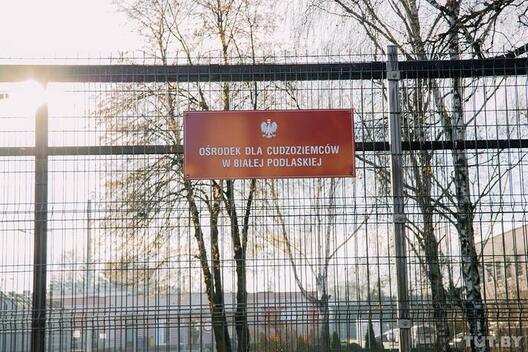 OŚRODEK DLA CUDZOZIEMCÓW
W BIAŁEJ PODLASKIEJ
TUT.BY